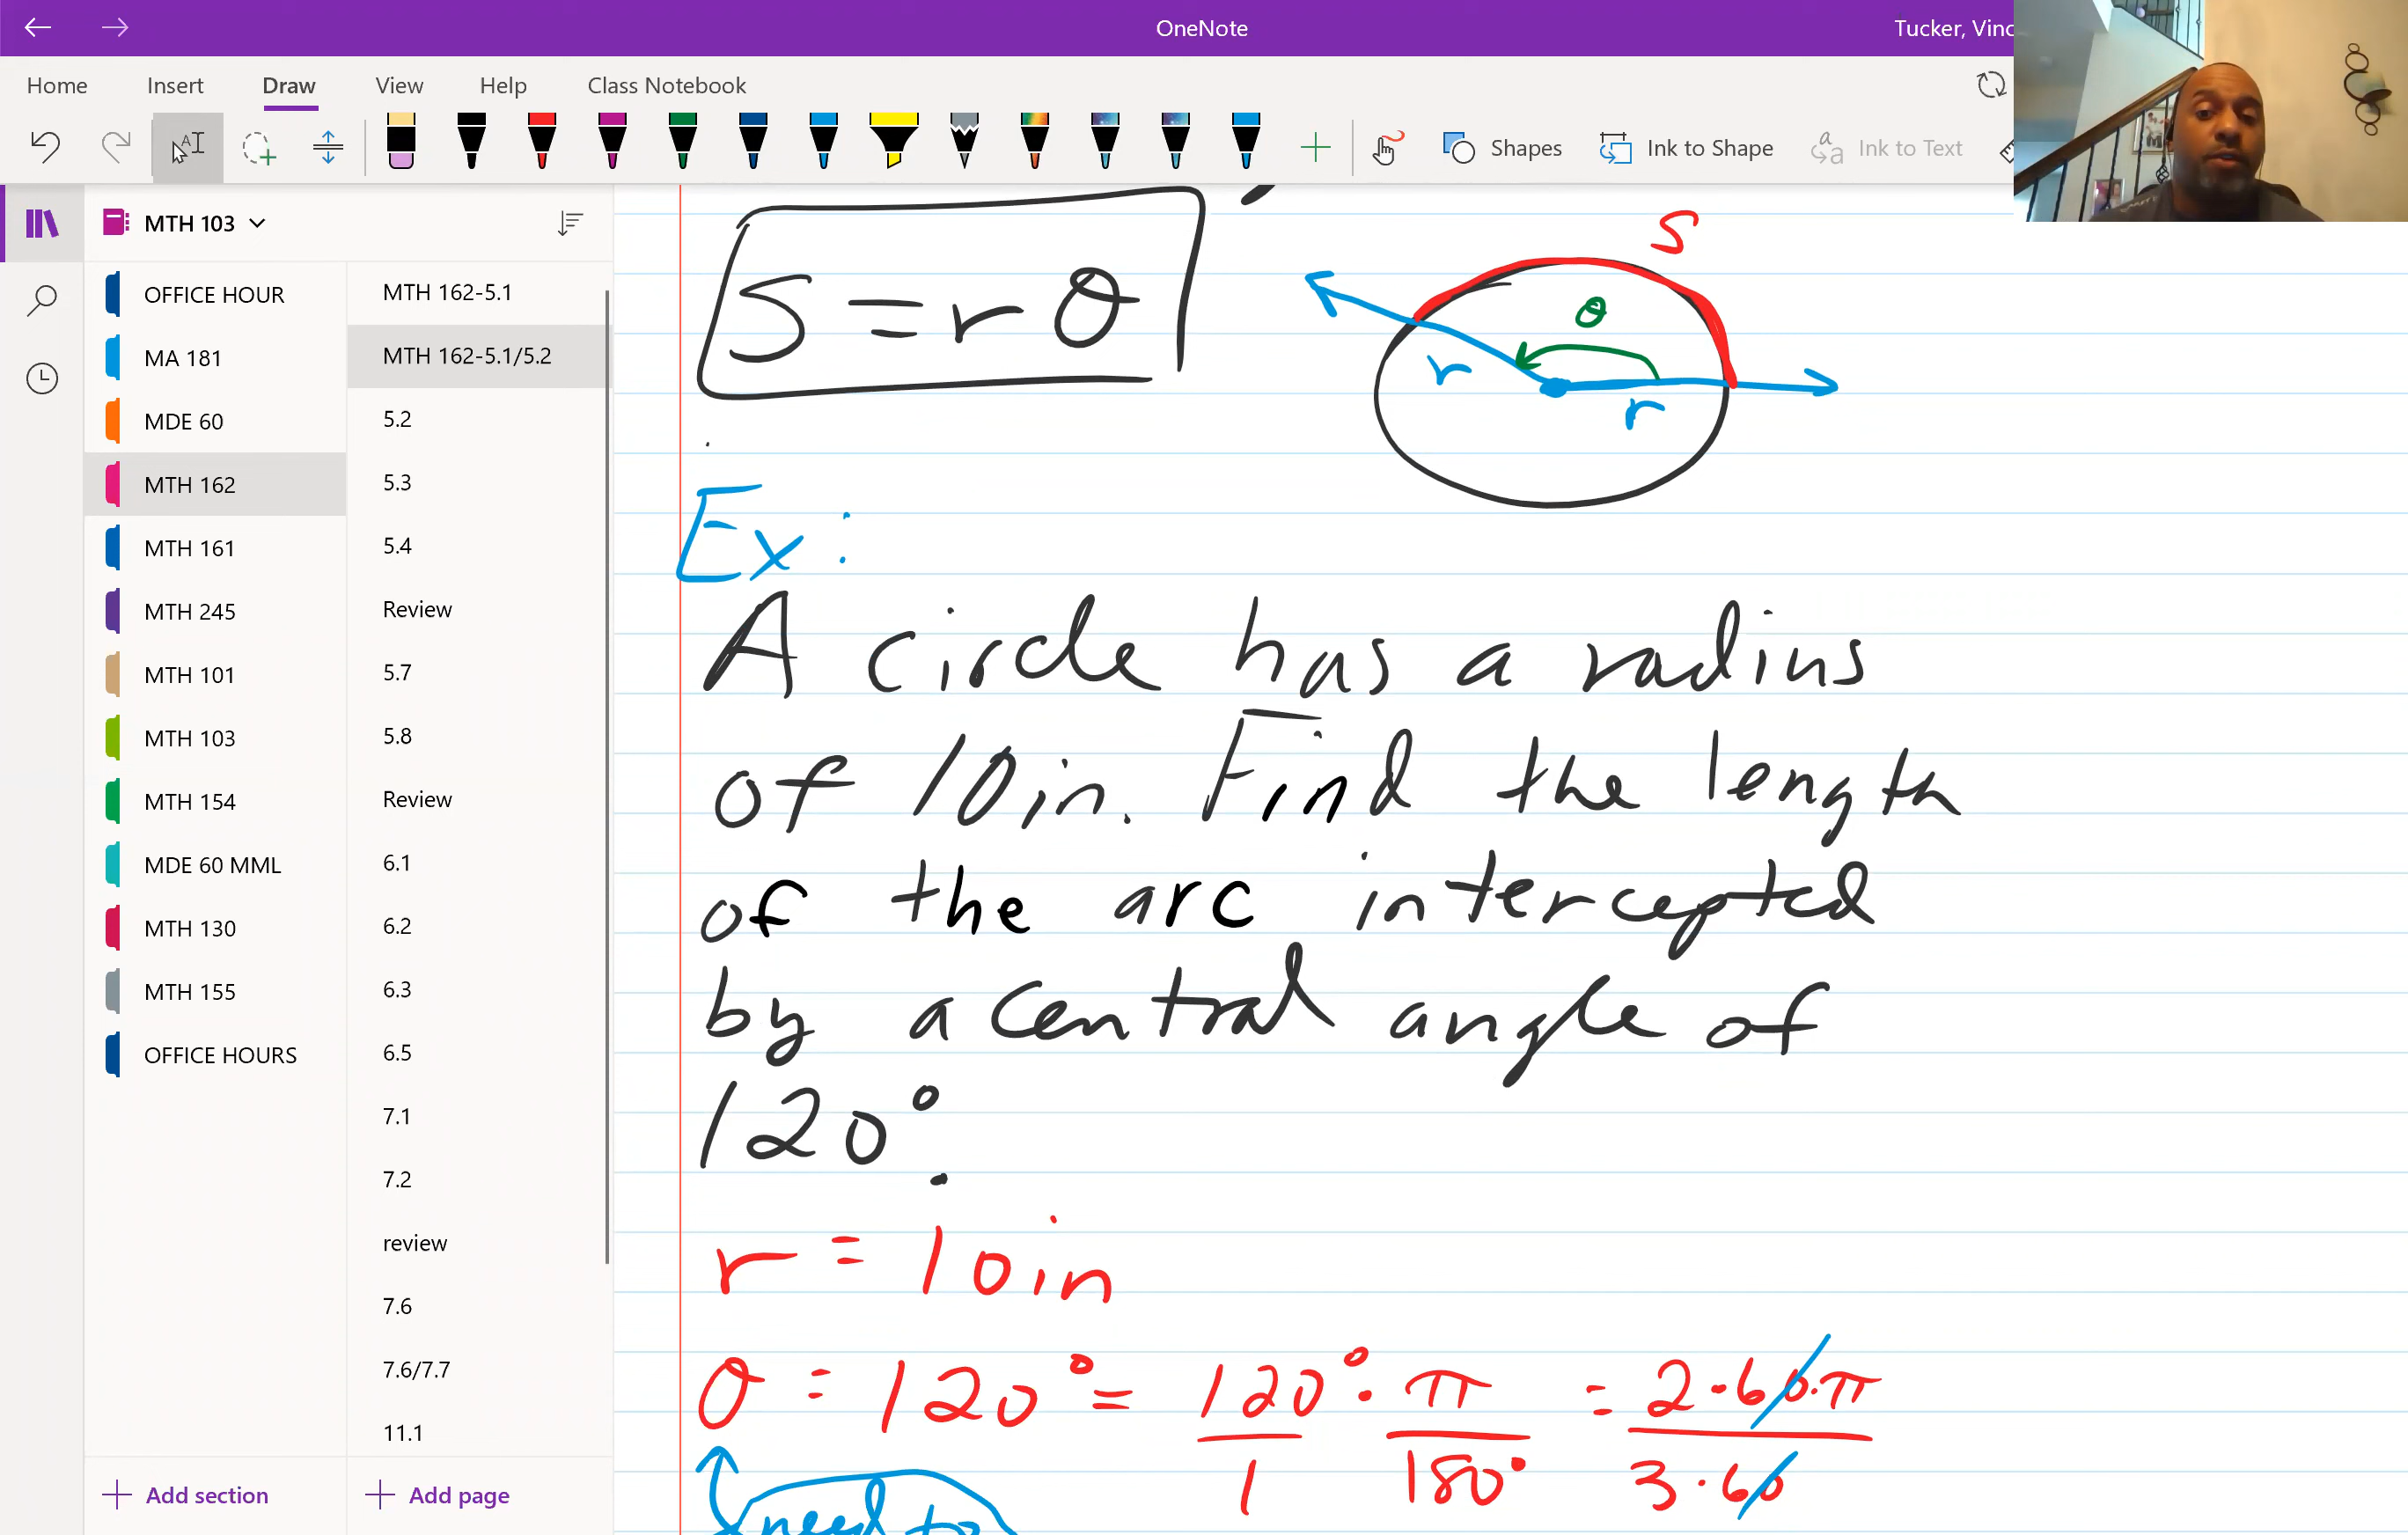 OneNote
Tucker, Vinc
Home Insert Draw View Help Class Notebook
Shapes Ink to Shape Ink to Text
MTH 103
OFFICE HOUR
MA 181
MDE 60
MTH 162
MTH 161
MTH 245
MTH 101
MTH 103
MTH 154
MDE 60 MML
MTH 130
MTH 155
OFFICE HOURS
Add section
MTH 162-5.1
MTH 162-5.1/5.2
5.2
5.3
5.4
Review
5.7
5.8
Review
6.1
6.2
6.3
6.5
7.1
7.2
review
7.6
7.6/7.7
11.1
Add page
S = r θ
S
θ
r
r
Ex:
A circle has a radius
of 10in. Find the length
of the arc intercepted
by a central angle of
120°.
r = 10in
θ = 120° = 120°/1 · π/180° = 2·60·π/3·60
need to